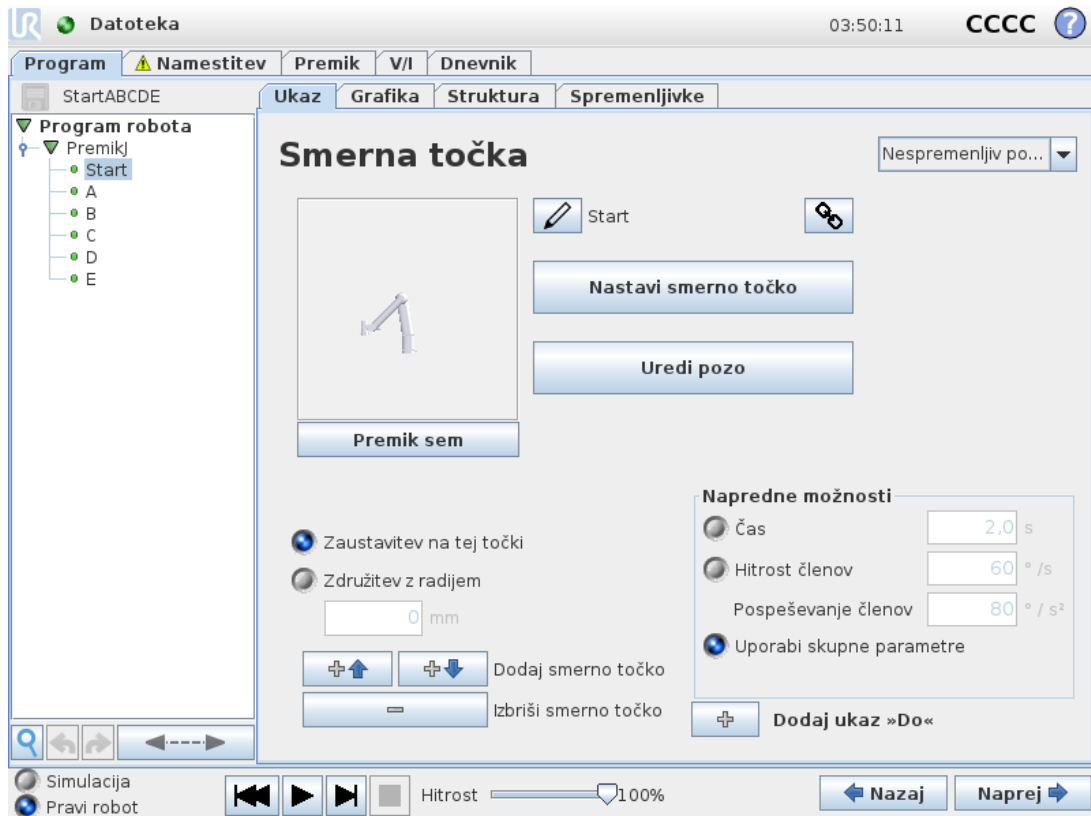 UR Datoteka 03:50:11 CCCC ?
Program Namestitev Premik V/I Dnevnik
StartABCDE Ukaz Grafika Struktura Spremenljivke
Program robota
PremikJ
Start
A
B
C
D
E
Smerna točka
Nespremenljiv po...
Start
Nastavi smerno točko
Uredi pozo
Premik sem
Zaustavitev na tej točki
Združitev z radijem
0 mm
Dodaj smerno točko
Izbriši smerno točko
Napredne možnosti
Čas 2,0 s
Hitrost členov 60 ° /s
Pospeševanje členov 80 ° / s²
Uporabi skupne parametre
Dodaj ukaz »Do«
Simulacija
Pravi robot
Hitrost 100%
Nazaj Naprej